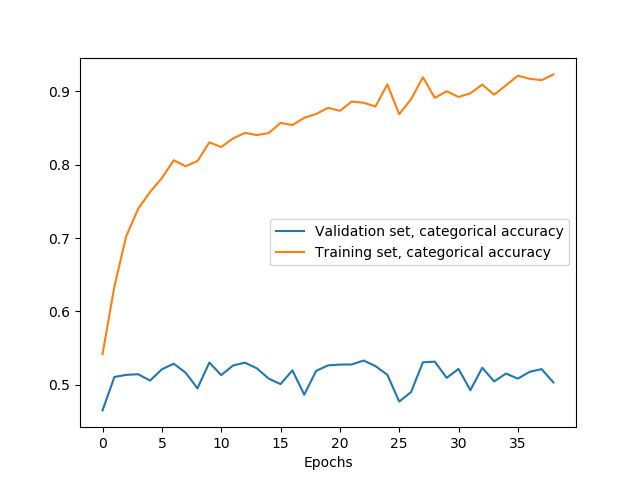 0.9
0.8
0.7
0.6
0.5
Validation set, categorical accuracy
Training set, categorical accuracy
0 5 10 15 20 25 30 35
Epochs